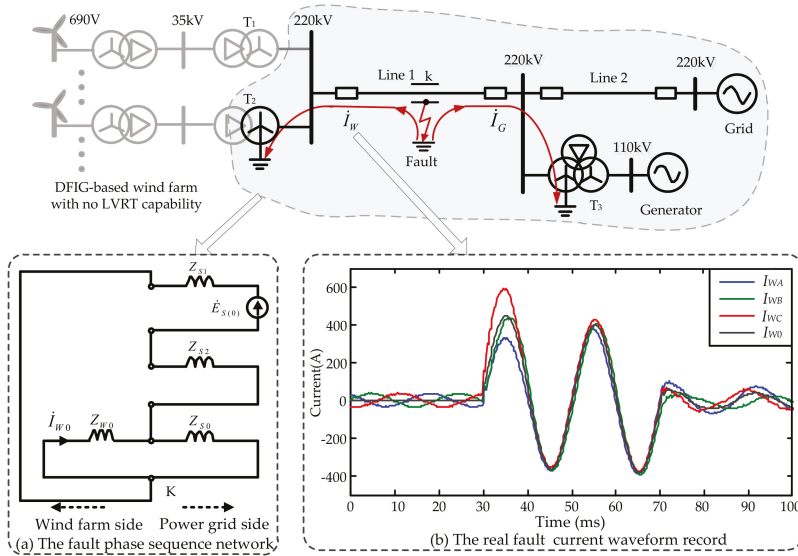 690V
35kV
T1
220kV
Line 1
k
220kV
Line 2
220kV
T2
İW
Fault
İG
Grid
110kV
T3
Generator
DFIG-based wind farm
with no LVRT capability
ZS1
ĖS(0)
ZS2
İW0
ZW0
ZS0
K
Wind farm side
Power grid side
(a) The fault phase sequence network
Current(A)
600
400
200
0
-200
-400
0 10 20 30 40 50 60 70 80 90 100
Time (ms)
IWA
IWB
IWC
IW0
(b) The real fault current waveform record